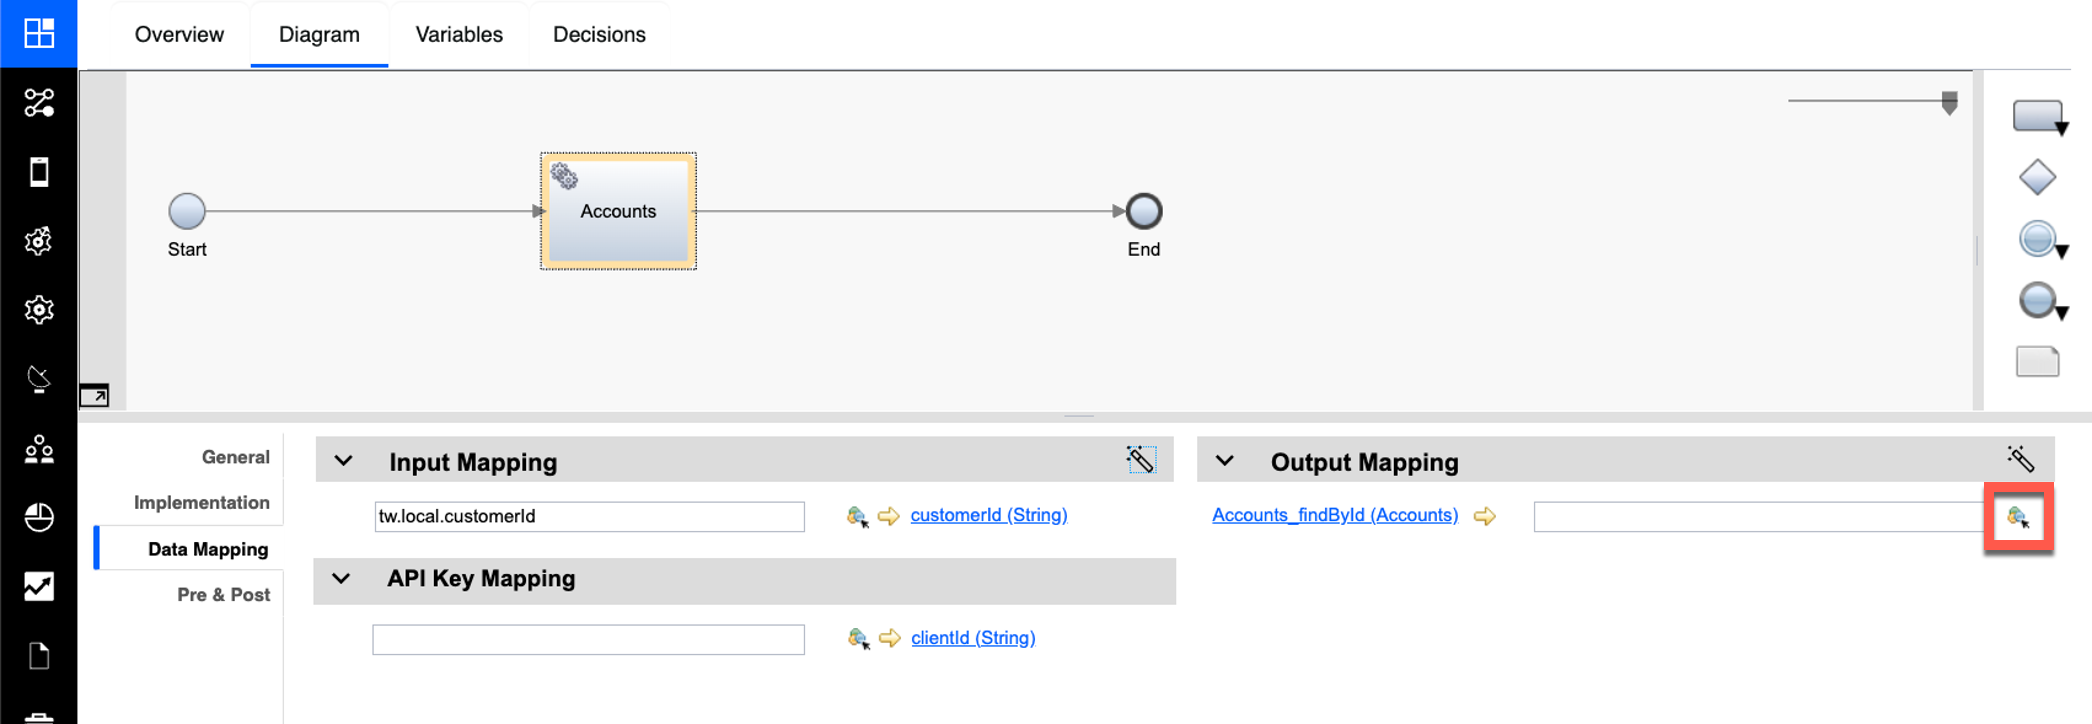 Overview Diagram Variables Decisions
Accounts
Start
End
General
Implementation
Data Mapping
Pre & Post
Input Mapping
tw.local.customerId customerId (String)
API Key Mapping
clientId (String)
Output Mapping
Accounts_findById (Accounts)